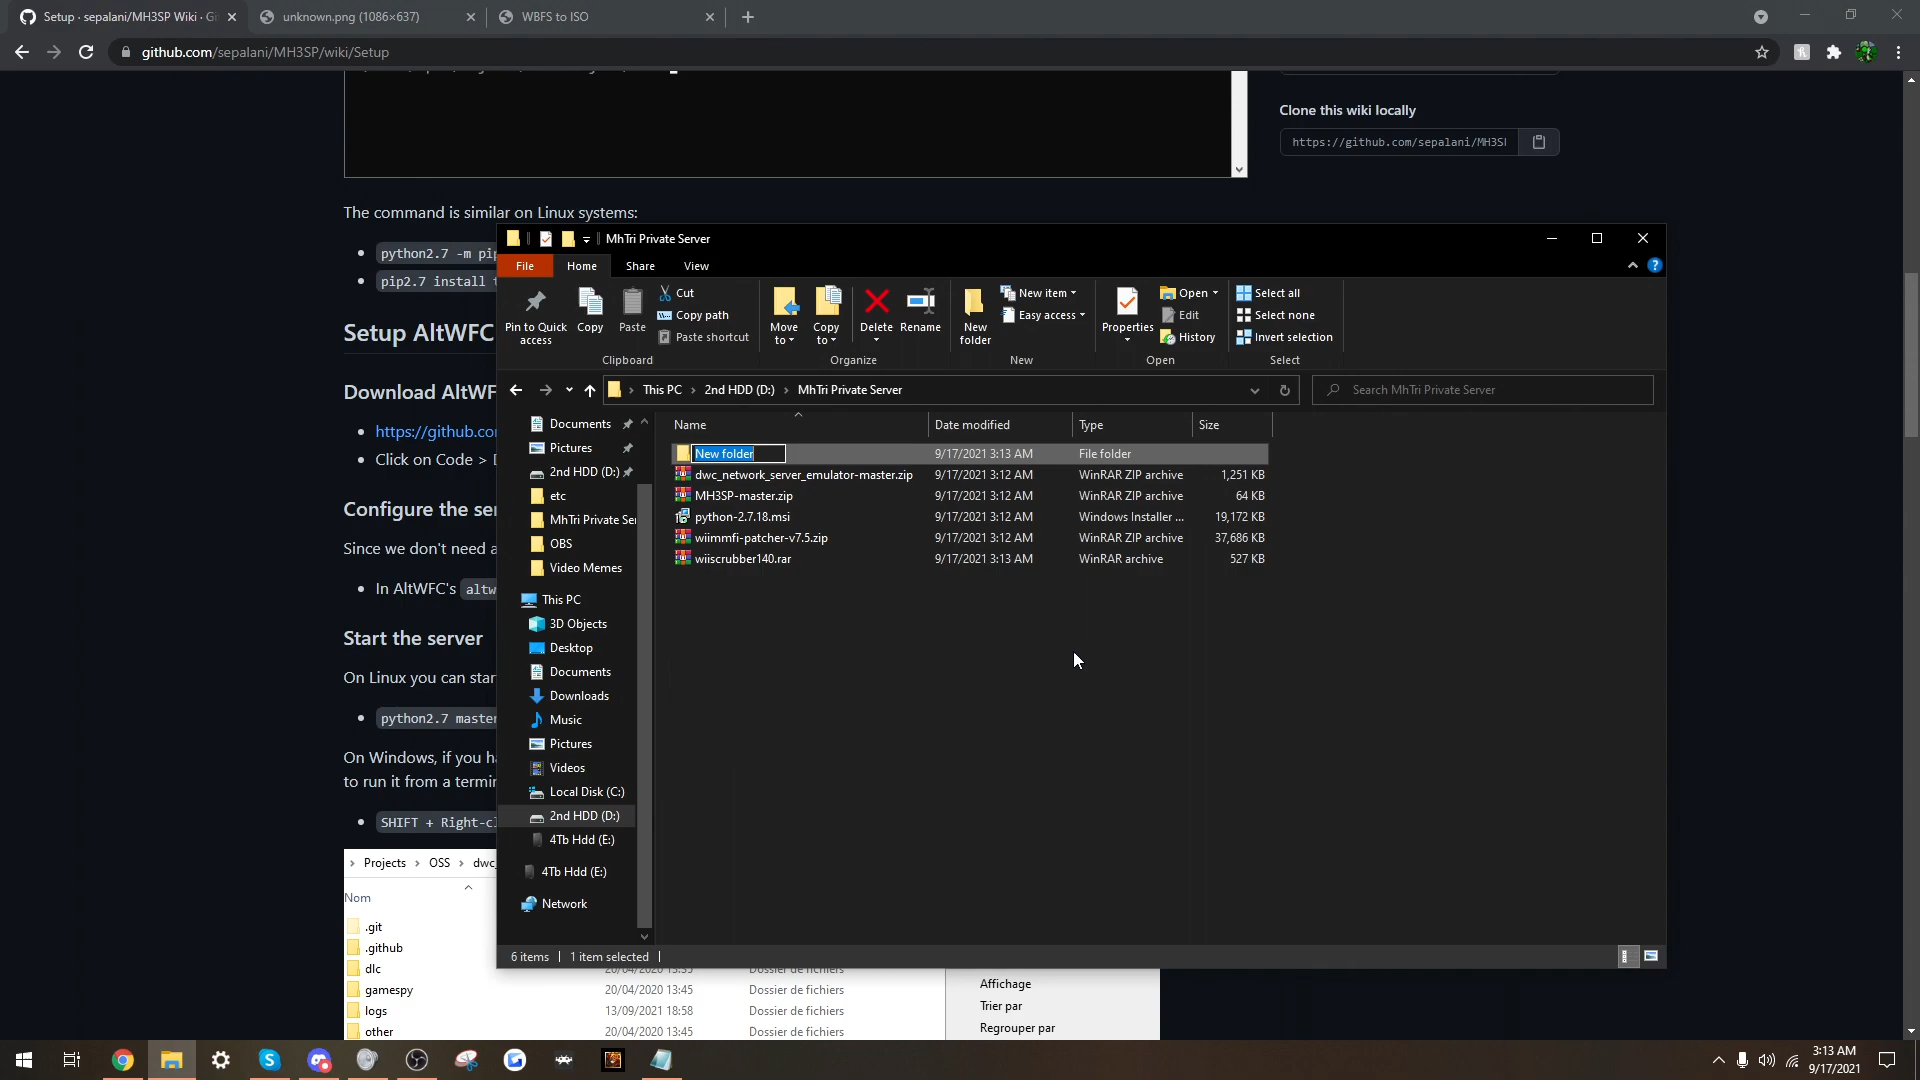 Setup · sepalani/MH3SP Wiki · Gi
unknown.png (1086×637)
WBFS to ISO
github.com/sepalani/MH3SP/wiki/Setup
Clone this wiki locally
https://github.com/sepalani/MH3SI
The command is similar on Linux systems:
python2.7 -m pip
pip2.7 install t
Setup AltWFC
Download AltWF
https://github.co
Click on Code > D
Configure the se
Since we don't need a
In AltWFC's altw
Start the server
On Linux you can star
python2.7 master
On Windows, if you ha
to run it from a termin
SHIFT + Right-cl
Projects > OSS > dwc_
Nom
.git
.github
dlc
20/04/2020 13:55 Dossier de fichiers
gamespy
20/04/2020 13:45 Dossier de fichiers
logs
13/09/2021 18:58 Dossier de fichiers
other
20/04/2020 13:45 Dossier de fichiers
Affichage
Trier par
Regrouper par
MhTri Private Server
File Home Share View
Pin to Quick access
Copy
Paste
Cut
Copy path
Paste shortcut
Clipboard
Move to
Copy to
Delete
Rename
Organize
New folder
New item
Easy access
New
Properties
Open
Edit
History
Open
Select all
Select none
Invert selection
Select
This PC > 2nd HDD (D:) > MhTri Private Server
Search MhTri Private Server
Documents
Pictures
2nd HDD (D:)
etc
MhTri Private Ser
OBS
Video Memes
This PC
3D Objects
Desktop
Documents
Downloads
Music
Pictures
Videos
Local Disk (C:)
2nd HDD (D:)
4Tb Hdd (E:)
4Tb Hdd (E:)
Network
Name Date modified Type Size
New folder 9/17/2021 3:13 AM File folder
dwc_network_server_emulator-master.zip 9/17/2021 3:12 AM WinRAR ZIP archive 1,251 KB
MH3SP-master.zip 9/17/2021 3:12 AM WinRAR ZIP archive 64 KB
python-2.7.18.msi 9/17/2021 3:12 AM Windows Installer ... 19,172 KB
wiimmfi-patcher-v7.5.zip 9/17/2021 3:12 AM WinRAR ZIP archive 37,686 KB
wiiscrubber140.rar 9/17/2021 3:13 AM WinRAR archive 527 KB
6 items 1 item selected
3:13 AM
9/17/2021